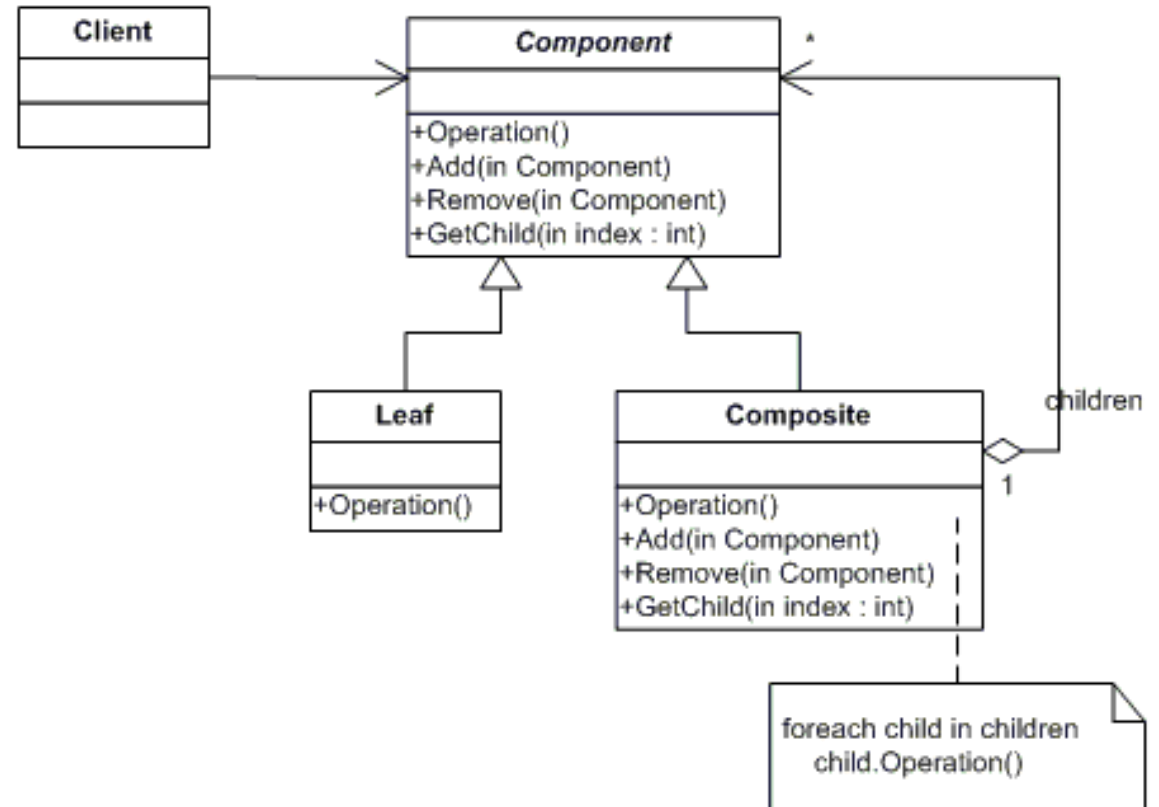 Client
Component
*
+Operation()
+Add(in Component)
+Remove(in Component)
+GetChild(in index : int)
children
Leaf
+Operation()
Composite
1
+Operation()
+Add(in Component)
+Remove(in Component)
+GetChild(in index : int)
foreach child in children
child.Operation()